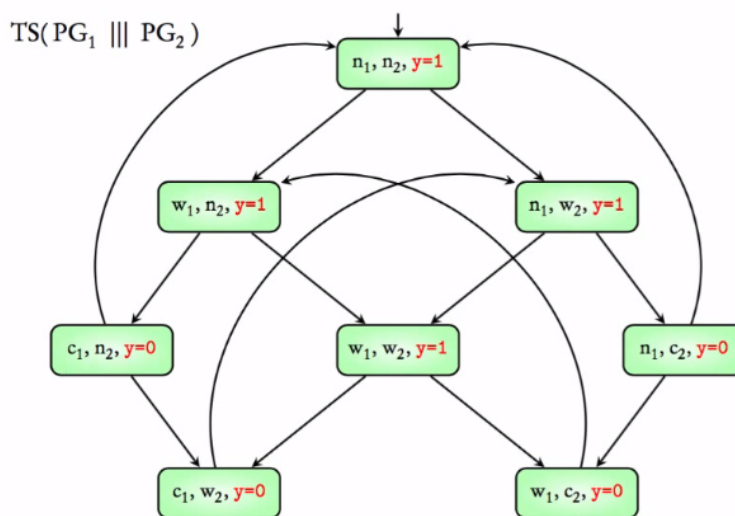 TS( PG₁ ||| PG₂ )
n₁, n₂, y=1
w₁, n₂, y=1
n₁, w₂, y=1
c₁, n₂, y=0
w₁, w₂, y=1
n₁, c₂, y=0
c₁, w₂, y=0
w₁, c₂, y=0